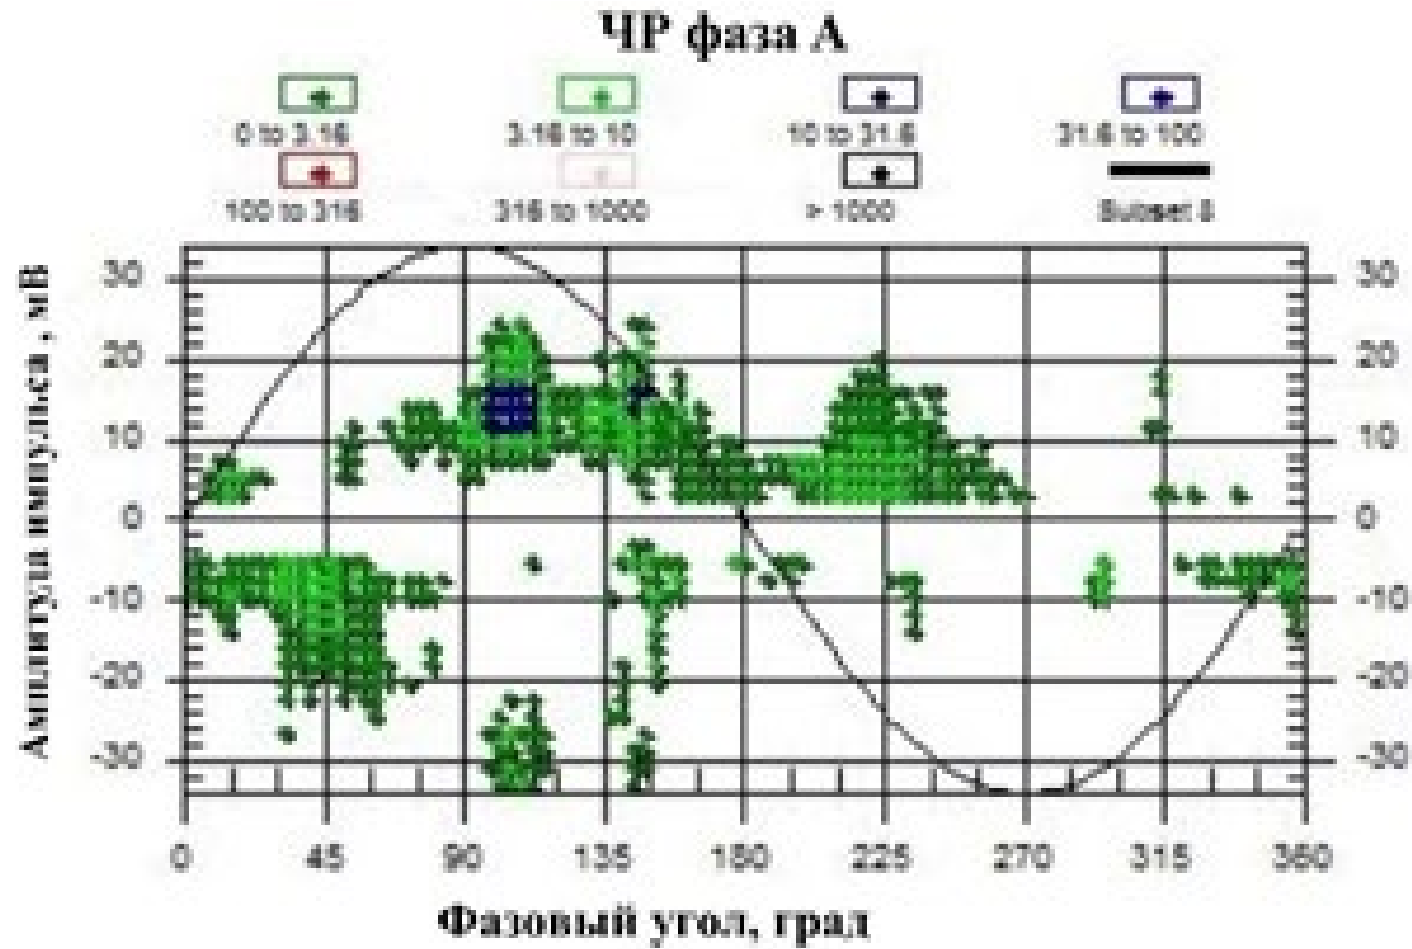 ЧР фаза А
0 to 3.16 3.16 to 10 10 to 31.6 31.6 to 100
100 to 316 316 to 1000 > 1000 Subset 8
Амплитуда импульса , мВ
30 30
20 20
10 10
0 0
-10 -10
-20 -20
-30 -30
0 45 90 135 180 225 270 315 360
Фазовый угол, град